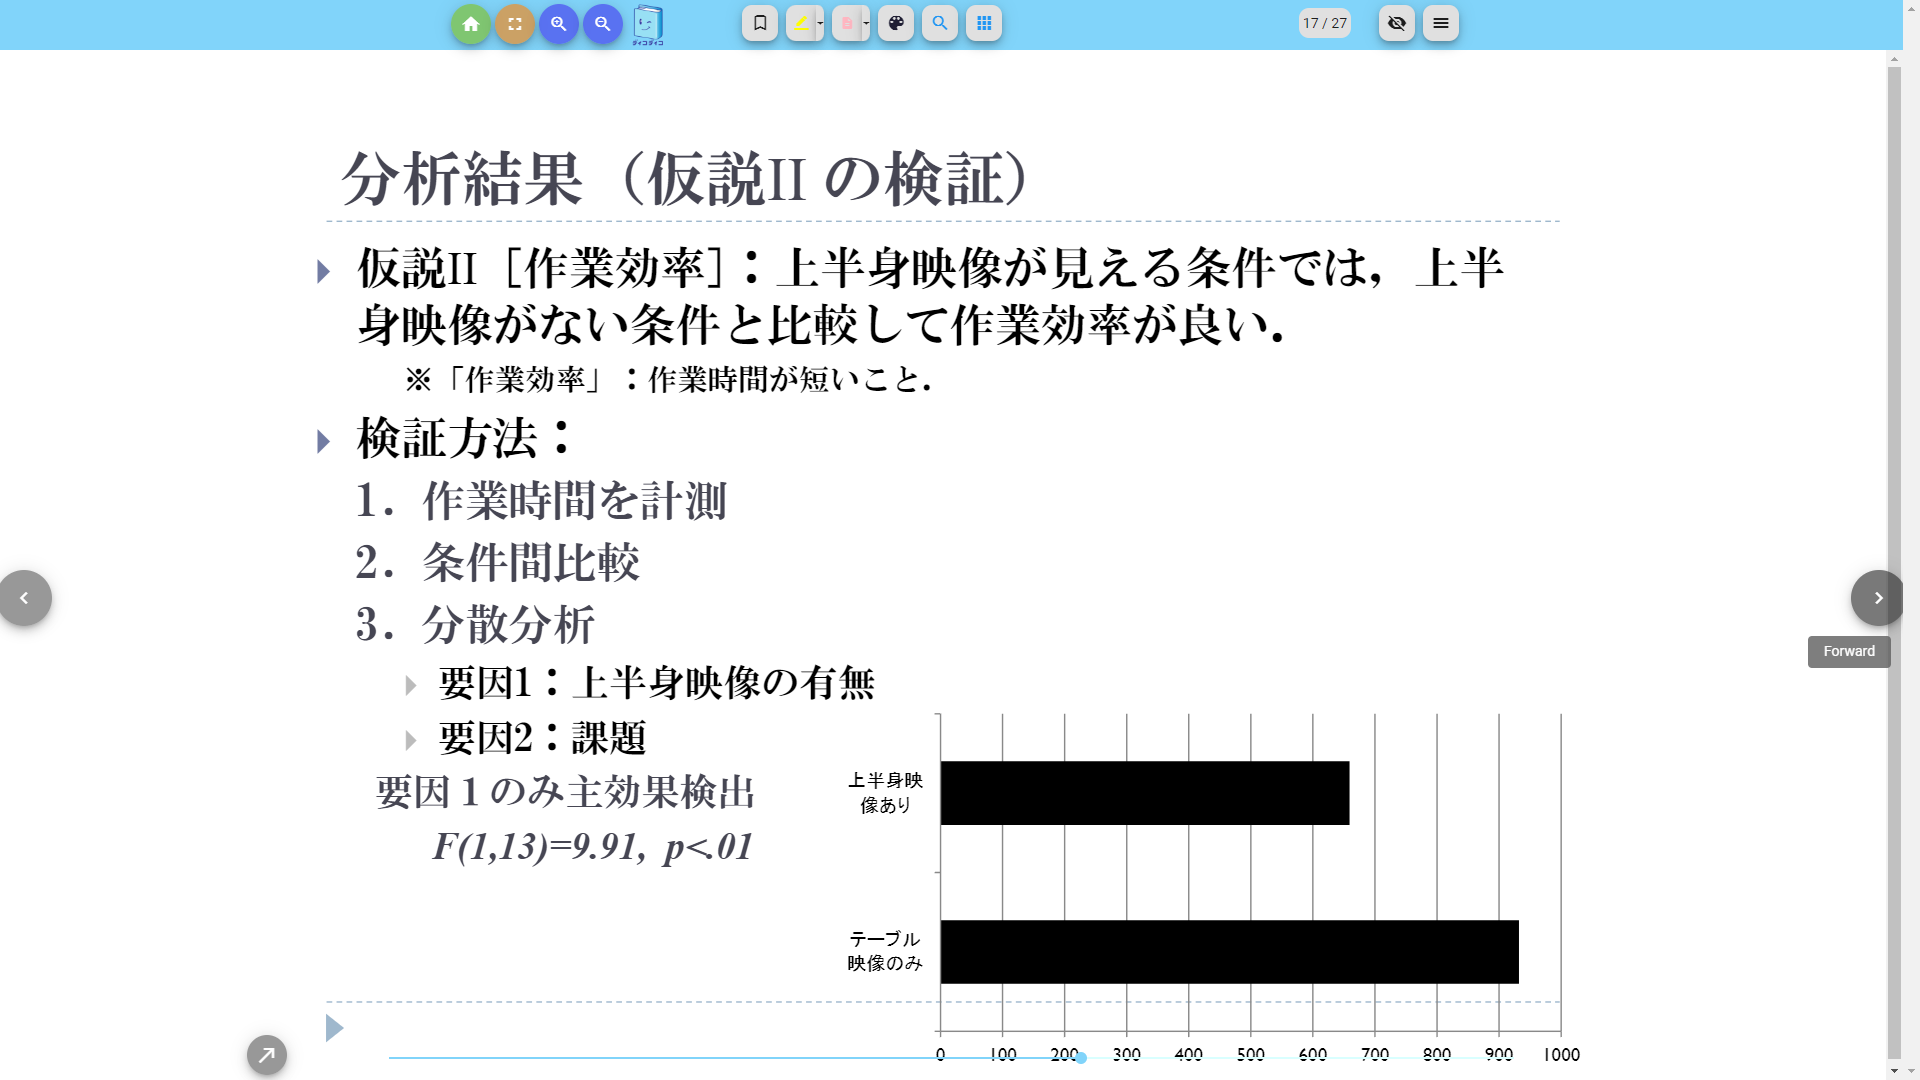 ダイコダイコ
17 / 27
分析結果（仮説II の検証）
仮説II［作業効率］：上半身映像が見える条件では，上半
身映像がない条件と比較して作業効率が良い．
※「作業効率」：作業時間が短いこと．
検証方法：
1．作業時間を計測
2．条件間比較
3．分散分析
要因1：上半身映像の有無
要因2：課題
要因１のみ主効果検出
F(1,13)=9.91, p<.01
Forward
上半身映
像あり
テーブル
映像のみ
0 100 200 300 400 500 600 700 800 900 1000